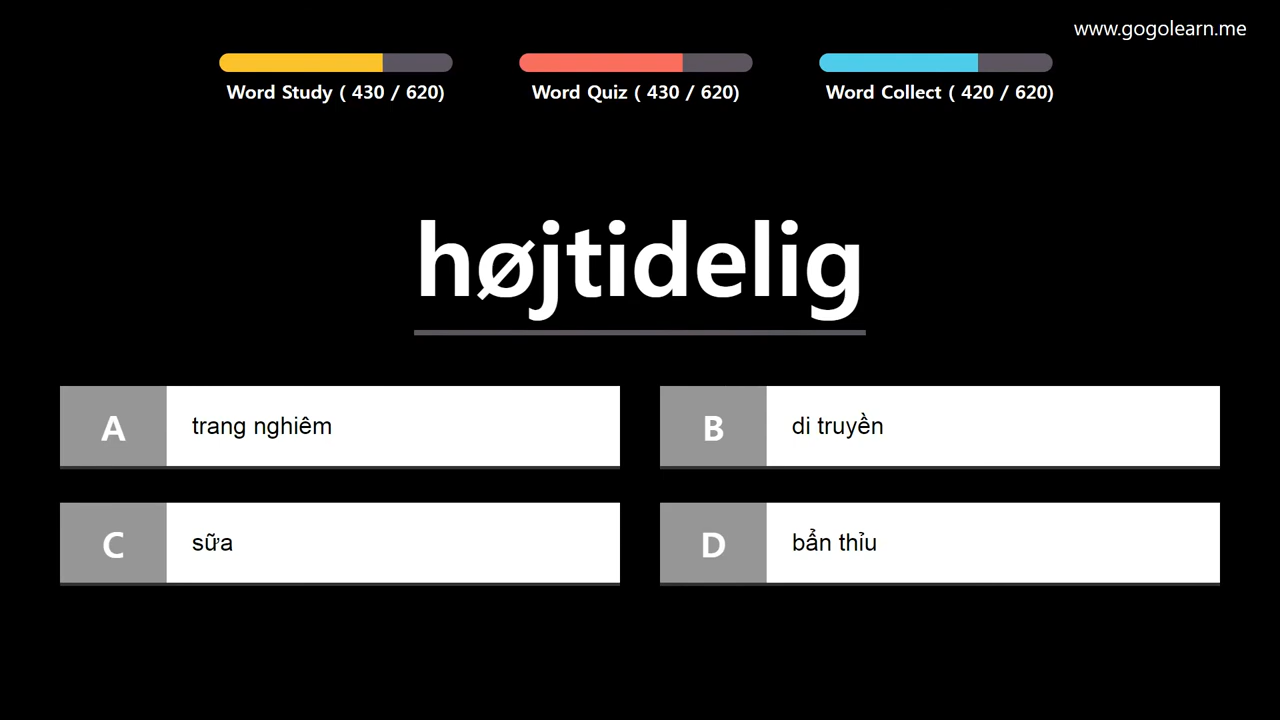 www.gogolearn.me
Word Study ( 430 / 620)
Word Quiz ( 430 / 620)
Word Collect ( 420 / 620)
højtidelig
A trang nghiêm
B di truyền
C sữa
D bẩn thỉu